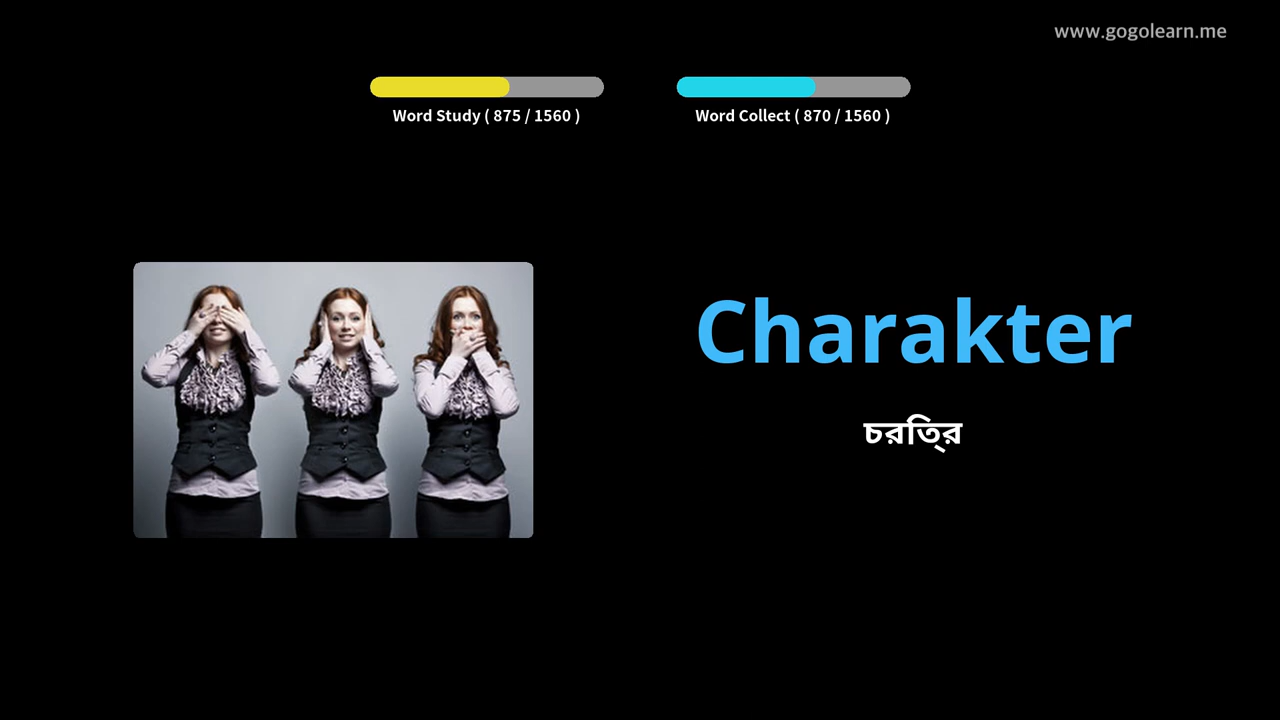 www.gogolearn.me
Word Study ( 875 / 1560 )
Word Collect ( 870 / 1560 )
Charakter
চরিত্র